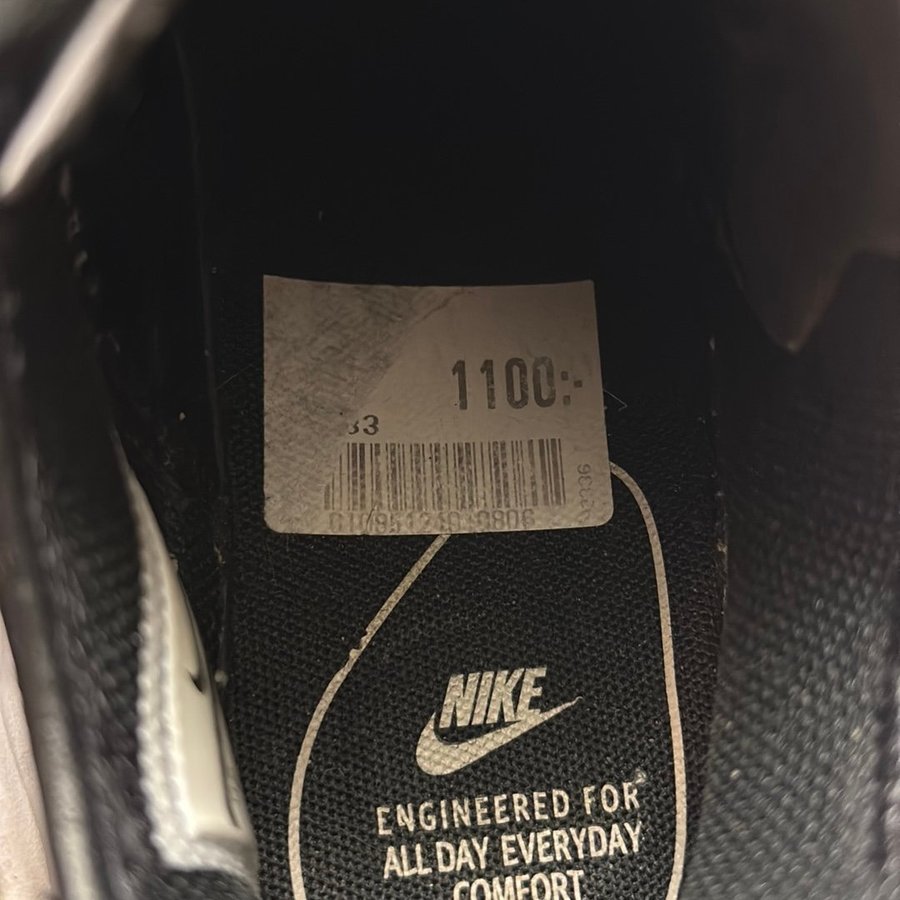 1100:-
33
NIKE
ENGINEERED FOR
ALL DAY EVERYDAY
COMFORT